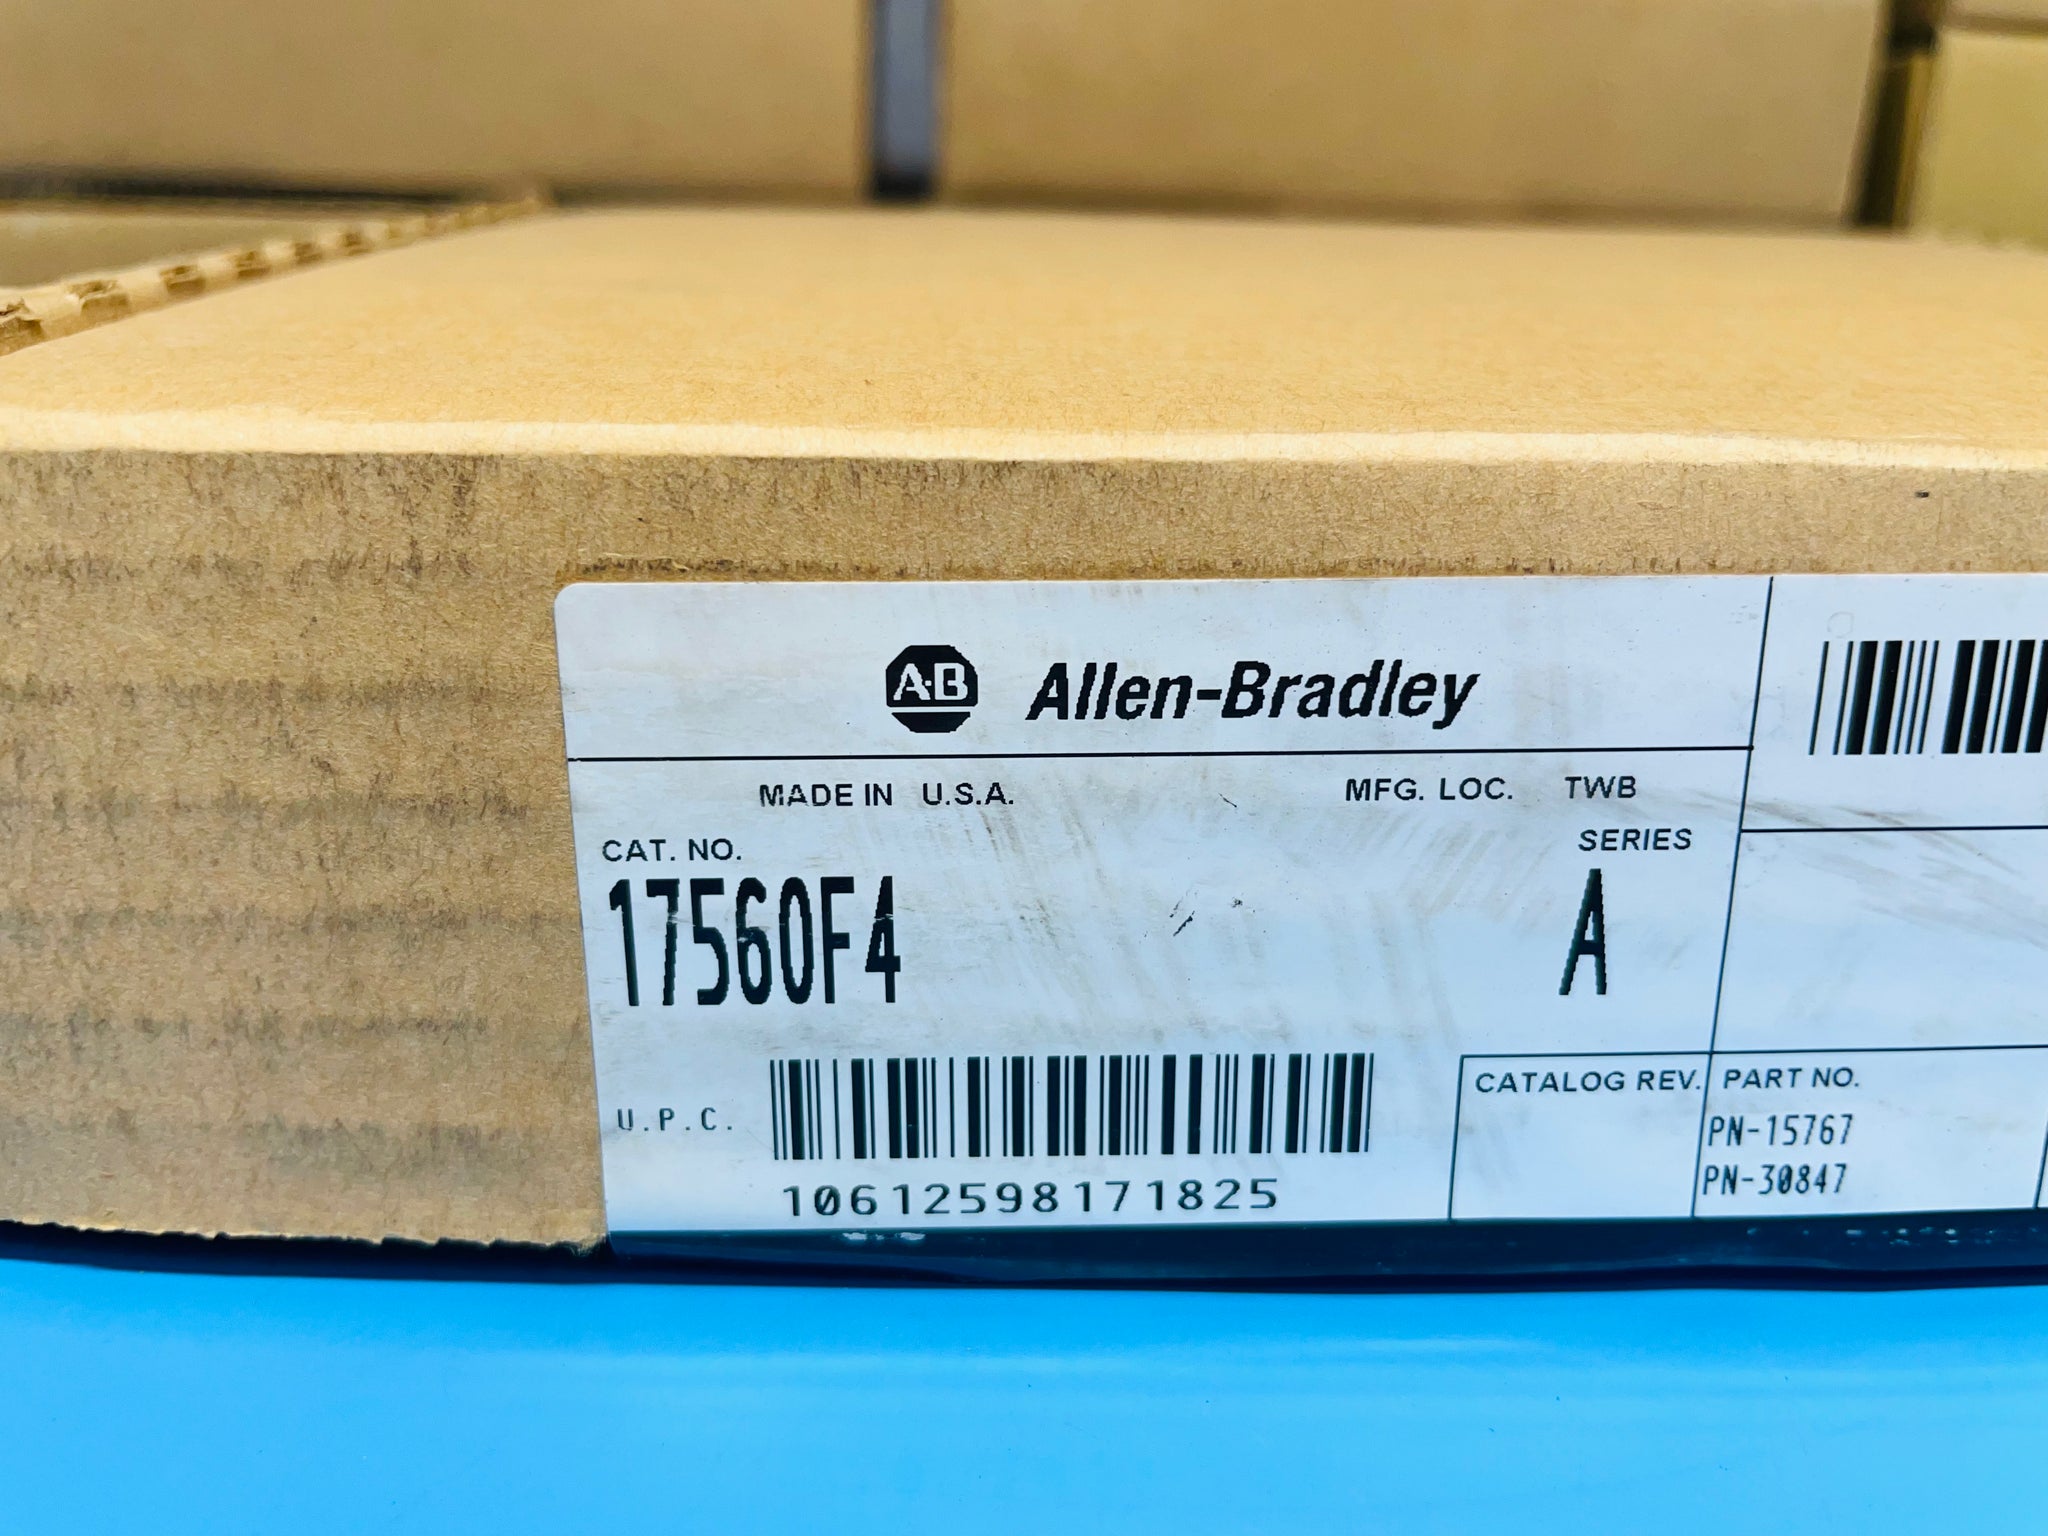 A-B Allen-Bradley
MADE IN U.S.A. MFG. LOC. TWB
CAT. NO. SERIES
17560F4 A
U.P.C.
10612598171825
CATALOG REV. PART NO.
PN-15767
PN-30847